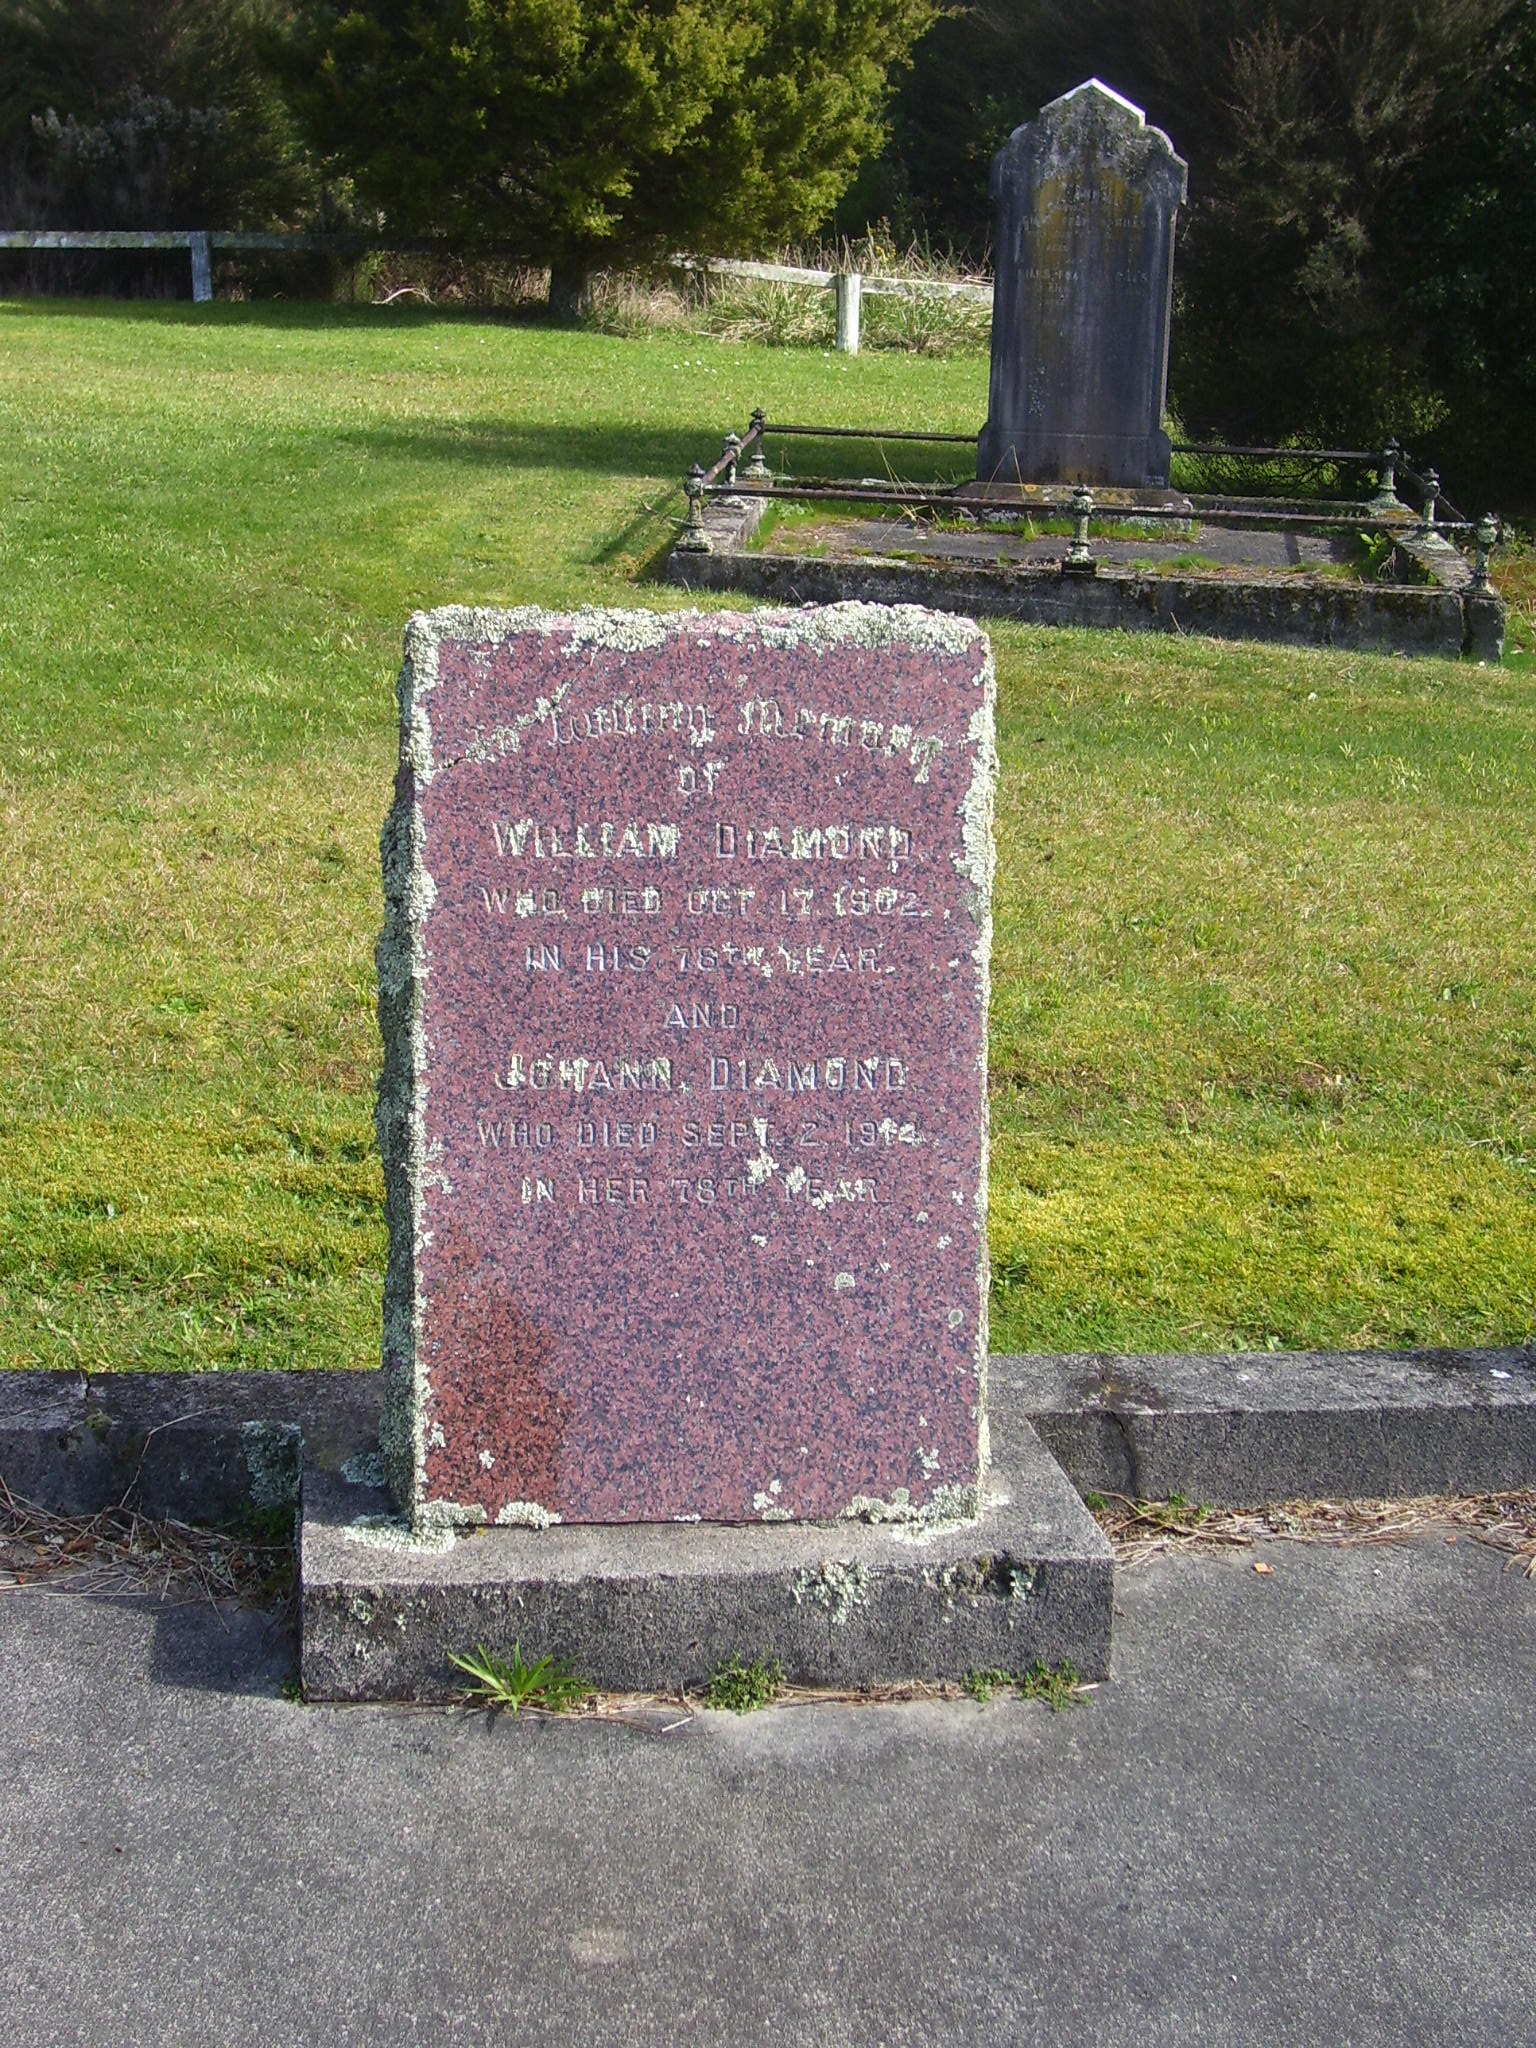 In Loving Memory
OF
WILLIAM DIAMOND.
WHO DIED OCT. 17. 1902.
IN HIS 78TH YEAR.
AND
JOHANN. DIAMOND.
WHO DIED SEPT. 2. 1914.
IN HER 78TH YEAR.